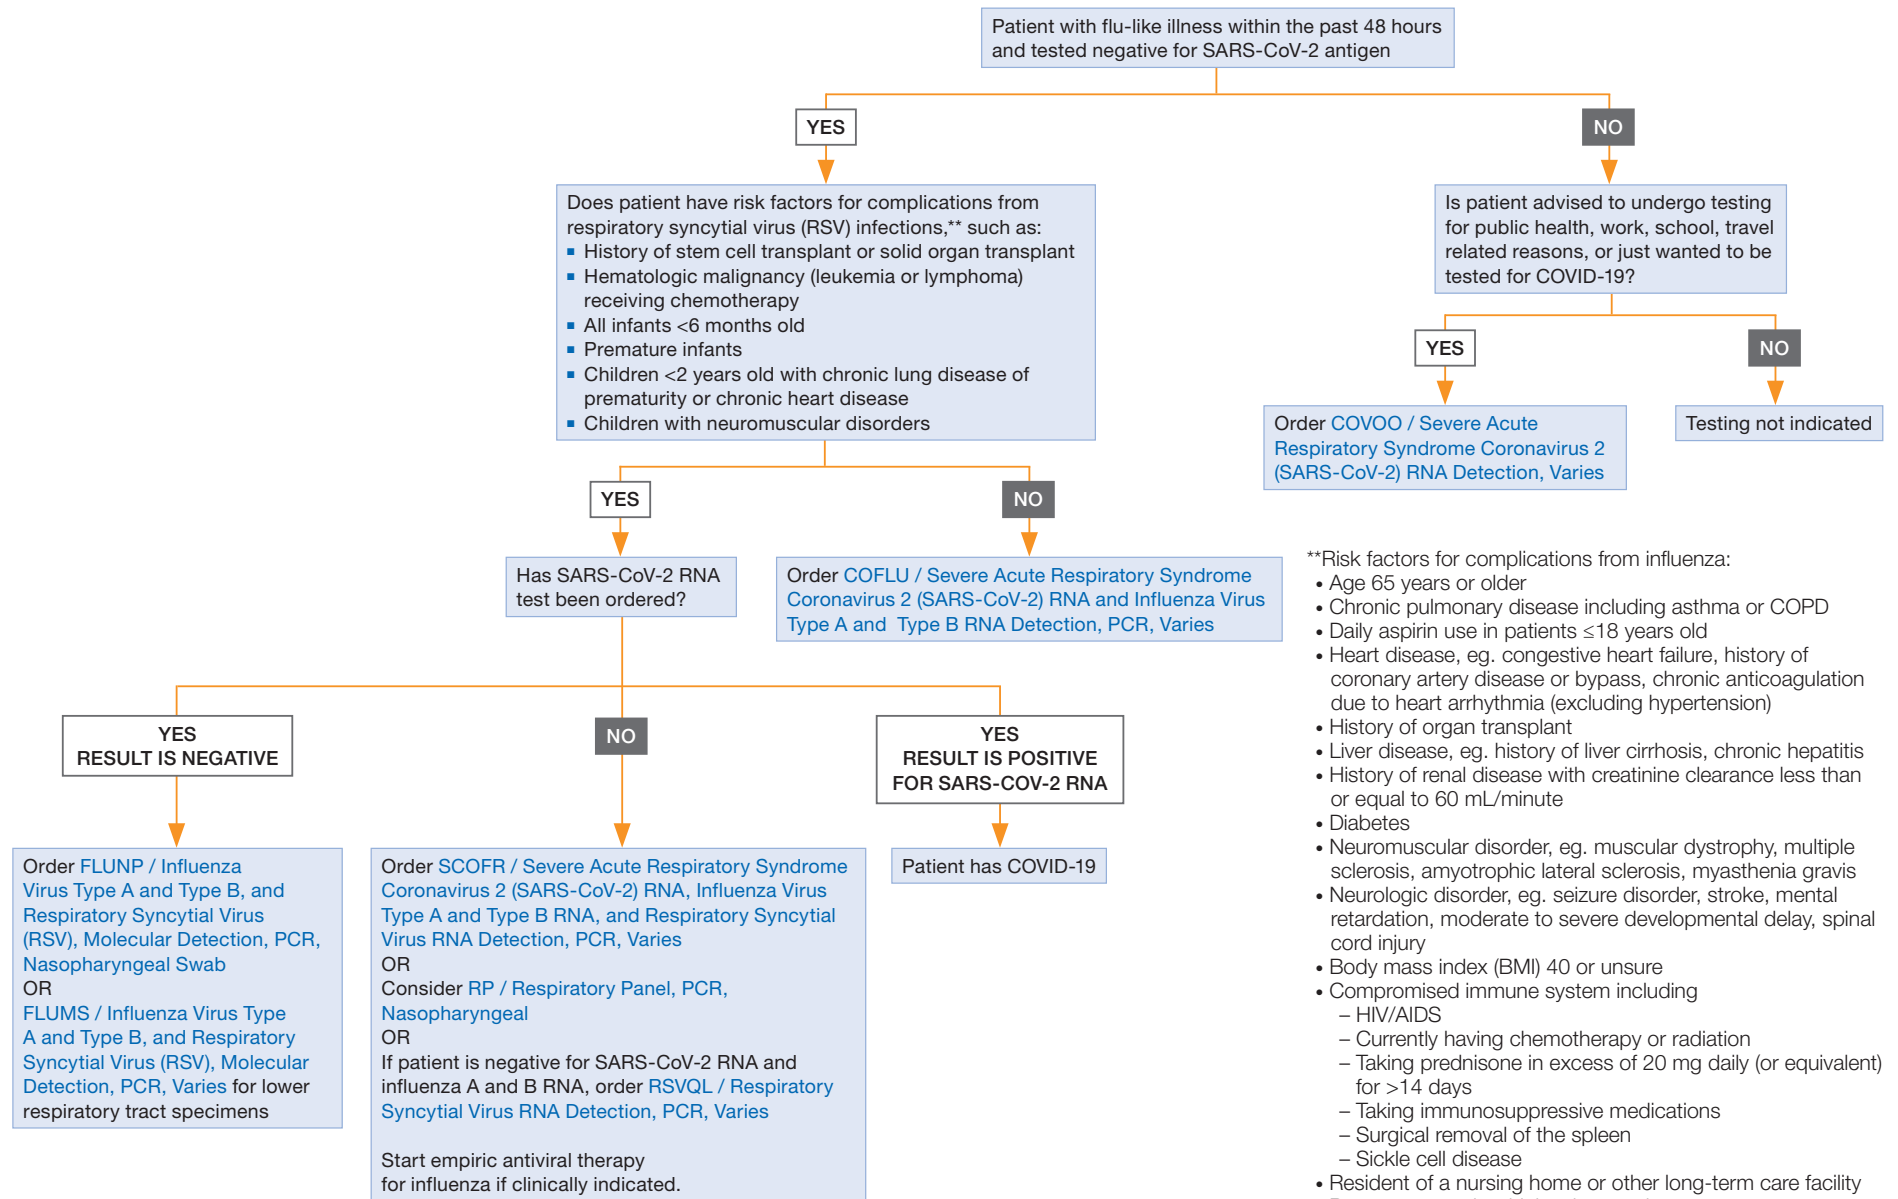 Patient with flu-like illness within the past 48 hours
and tested negative for SARS-CoV-2 antigen
YES
NO
Does patient have risk factors for complications from
respiratory syncytial virus (RSV) infections,** such as:
▪ History of stem cell transplant or solid organ transplant
▪ Hematologic malignancy (leukemia or lymphoma)
receiving chemotherapy
▪ All infants <6 months old
▪ Premature infants
▪ Children <2 years old with chronic lung disease of
prematurity or chronic heart disease
▪ Children with neuromuscular disorders
Is patient advised to undergo testing
for public health, work, school, travel
related reasons, or just wanted to be
tested for COVID-19?
YES
NO
Order COVOO / Severe Acute
Respiratory Syndrome Coronavirus 2
(SARS-CoV-2) RNA Detection, Varies
Testing not indicated
YES
NO
Has SARS-CoV-2 RNA
test been ordered?
Order COFLU / Severe Acute Respiratory Syndrome
Coronavirus 2 (SARS-CoV-2) RNA and Influenza Virus
Type A and Type B RNA Detection, PCR, Varies
YES
RESULT IS NEGATIVE
NO
YES
RESULT IS POSITIVE
FOR SARS-COV-2 RNA
Order FLUNP / Influenza
Virus Type A and Type B, and
Respiratory Syncytial Virus
(RSV), Molecular Detection, PCR,
Nasopharyngeal Swab
OR
FLUMS / Influenza Virus Type
A and Type B, and Respiratory
Syncytial Virus (RSV), Molecular
Detection, PCR, Varies for lower
respiratory tract specimens
Order SCOFR / Severe Acute Respiratory Syndrome
Coronavirus 2 (SARS-CoV-2) RNA, Influenza Virus
Type A and Type B RNA, and Respiratory Syncytial
Virus RNA Detection, PCR, Varies
OR
Consider RP / Respiratory Panel, PCR,
Nasopharyngeal
OR
If patient is negative for SARS-CoV-2 RNA and
influenza A and B RNA, order RSVQL / Respiratory
Syncytial Virus RNA Detection, PCR, Varies
Start empiric antiviral therapy
for influenza if clinically indicated.
Patient has COVID-19
**Risk factors for complications from influenza:
• Age 65 years or older
• Chronic pulmonary disease including asthma or COPD
• Daily aspirin use in patients ≤18 years old
• Heart disease, eg. congestive heart failure, history of
coronary artery disease or bypass, chronic anticoagulation
due to heart arrhythmia (excluding hypertension)
• History of organ transplant
• Liver disease, eg. history of liver cirrhosis, chronic hepatitis
• History of renal disease with creatinine clearance less than
or equal to 60 mL/minute
• Diabetes
• Neuromuscular disorder, eg. muscular dystrophy, multiple
sclerosis, amyotrophic lateral sclerosis, myasthenia gravis
• Neurologic disorder, eg. seizure disorder, stroke, mental
retardation, moderate to severe developmental delay, spinal
cord injury
• Body mass index (BMI) 40 or unsure
• Compromised immune system including
– HIV/AIDS
– Currently having chemotherapy or radiation
– Taking prednisone in excess of 20 mg daily (or equivalent)
for >14 days
– Taking immunosuppressive medications
– Surgical removal of the spleen
– Sickle cell disease
• Resident of a nursing home or other long-term care facility